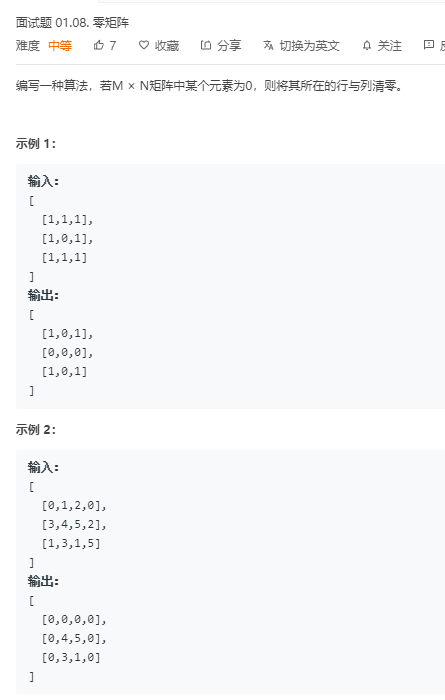 面试题 01.08. 零矩阵
难度 中等 7 收藏 分享 切换为英文 关注
编写一种算法，若M × N矩阵中某个元素为0，则将其所在的行与列清零。
示例 1：
输入：
[
[1,1,1],
[1,0,1],
[1,1,1]
]
输出：
[
[1,0,1],
[0,0,0],
[1,0,1]
]
示例 2：
输入：
[
[0,1,2,0],
[3,4,5,2],
[1,3,1,5]
]
输出：
[
[0,0,0,0],
[0,4,5,0],
[0,3,1,0]
]